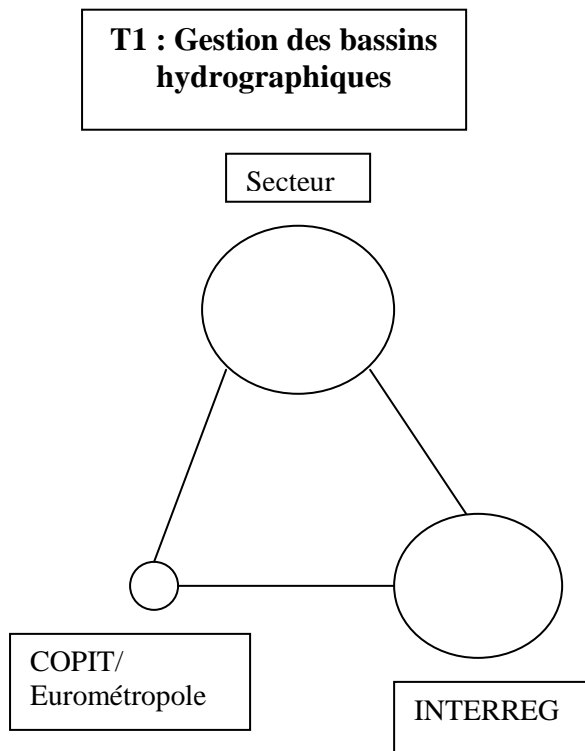 T1 : Gestion des bassins
hydrographiques
Secteur
COPIT/
Eurométropole
INTERREG